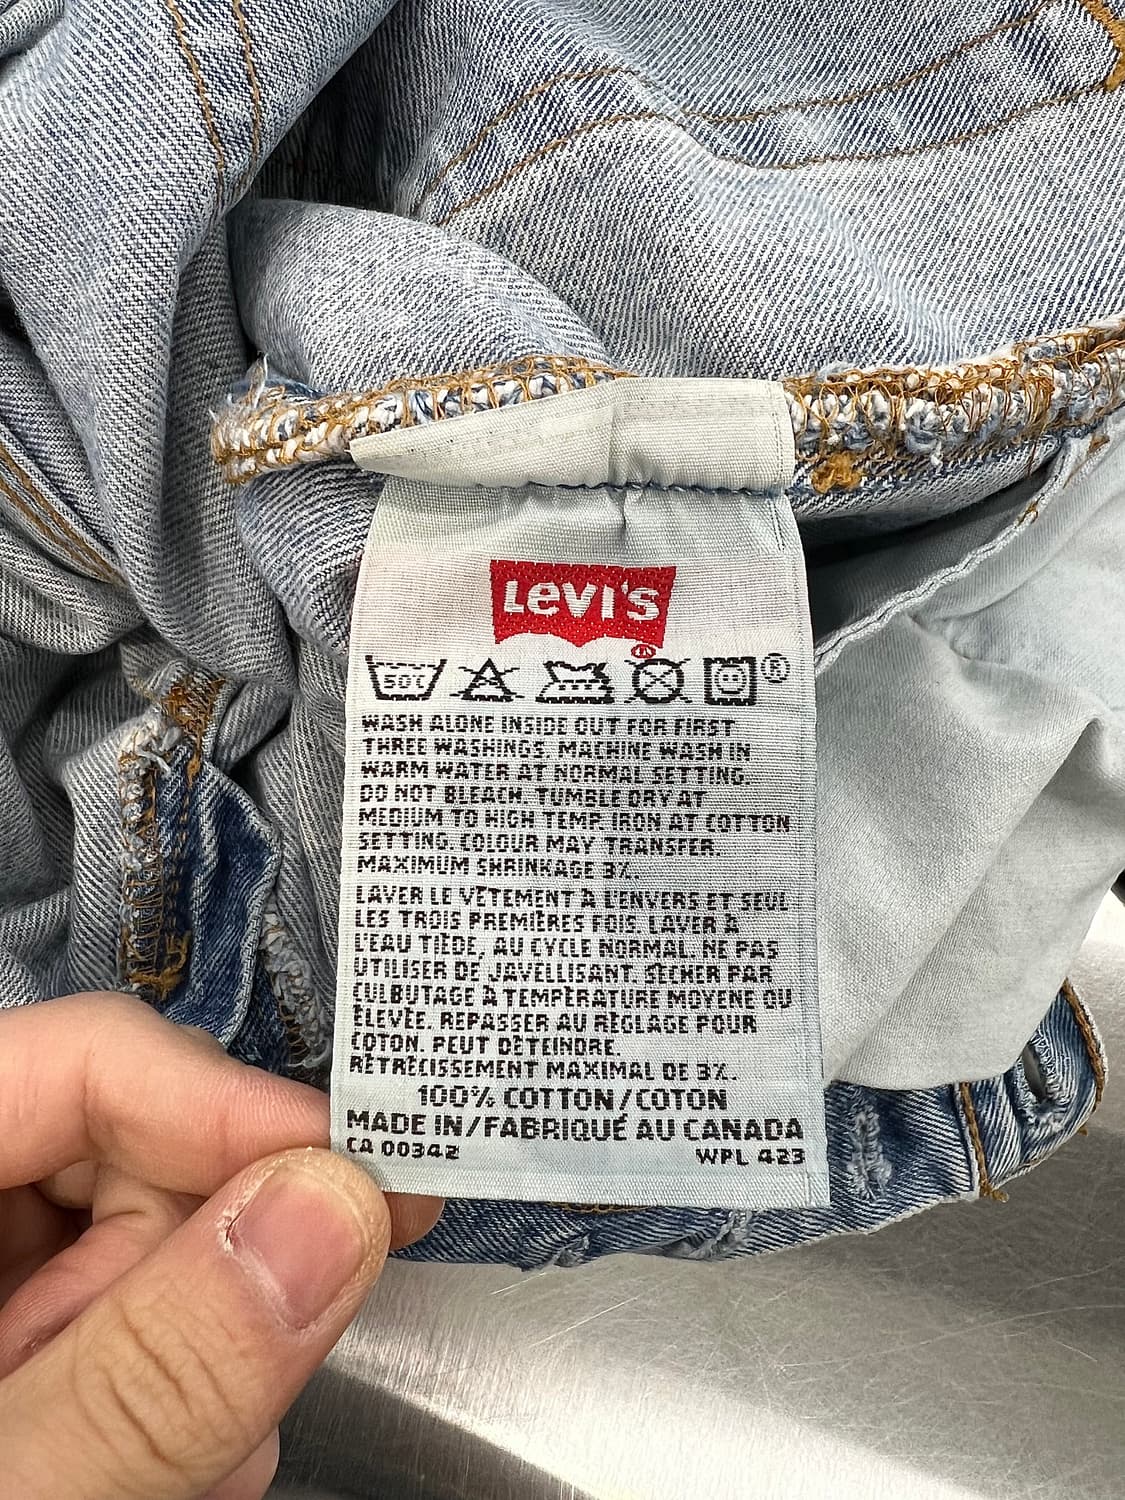 Levi's
®
50C
®
WASH ALONE INSIDE OUT FOR FIRST
THREE WASHINGS. MACHINE WASH IN
WARM WATER AT NORMAL SETTING.
DO NOT BLEACH. TUMBLE DRY AT
MEDIUM TO HIGH TEMP. IRON AT COTTON
SETTING. COLOUR MAY TRANSFER.
MAXIMUM SHRINKAGE 3%.
LAVER LE VÊTEMENT À L'ENVERS ET SEUL
LES TROIS PREMIÈRES FOIS. LAVER À
L'EAU TIÈDE, AU CYCLE NORMAL. NE PAS
UTILISER DE JAVELLISANT. SÉCHER PAR
CULBUTAGE À TEMPÉRATURE MOYENE OU
ÉLEVÉE. REPASSER AU RÉGLAGE POUR
COTON. PEUT DÉTEINDRE.
RÉTRÉCISSEMENT MAXIMAL DE 3%.
100% COTTON/COTON
MADE IN/FABRIQUÉ AU CANADA
CA 00342 WPL 423